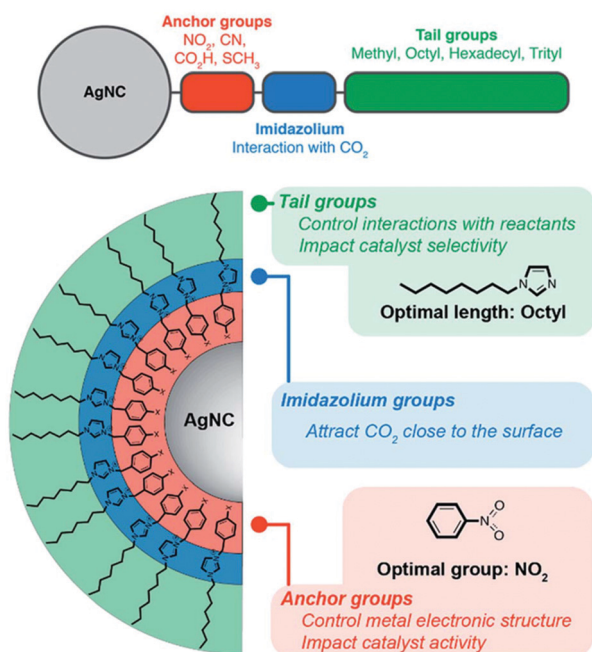 Anchor groups
NO₂, CN,
CO₂H, SCH₃
Tail groups
Methyl, Octyl, Hexadecyl, Trityl
AgNC
Imidazolium
Interaction with CO₂
Tail groups
Control interactions with reactants
Impact catalyst selectivity
N
N
Optimal length: Octyl
Imidazolium groups
Attract CO₂ close to the surface
AgNC
O
N
O
Optimal group: NO₂
Anchor groups
Control metal electronic structure
Impact catalyst activity